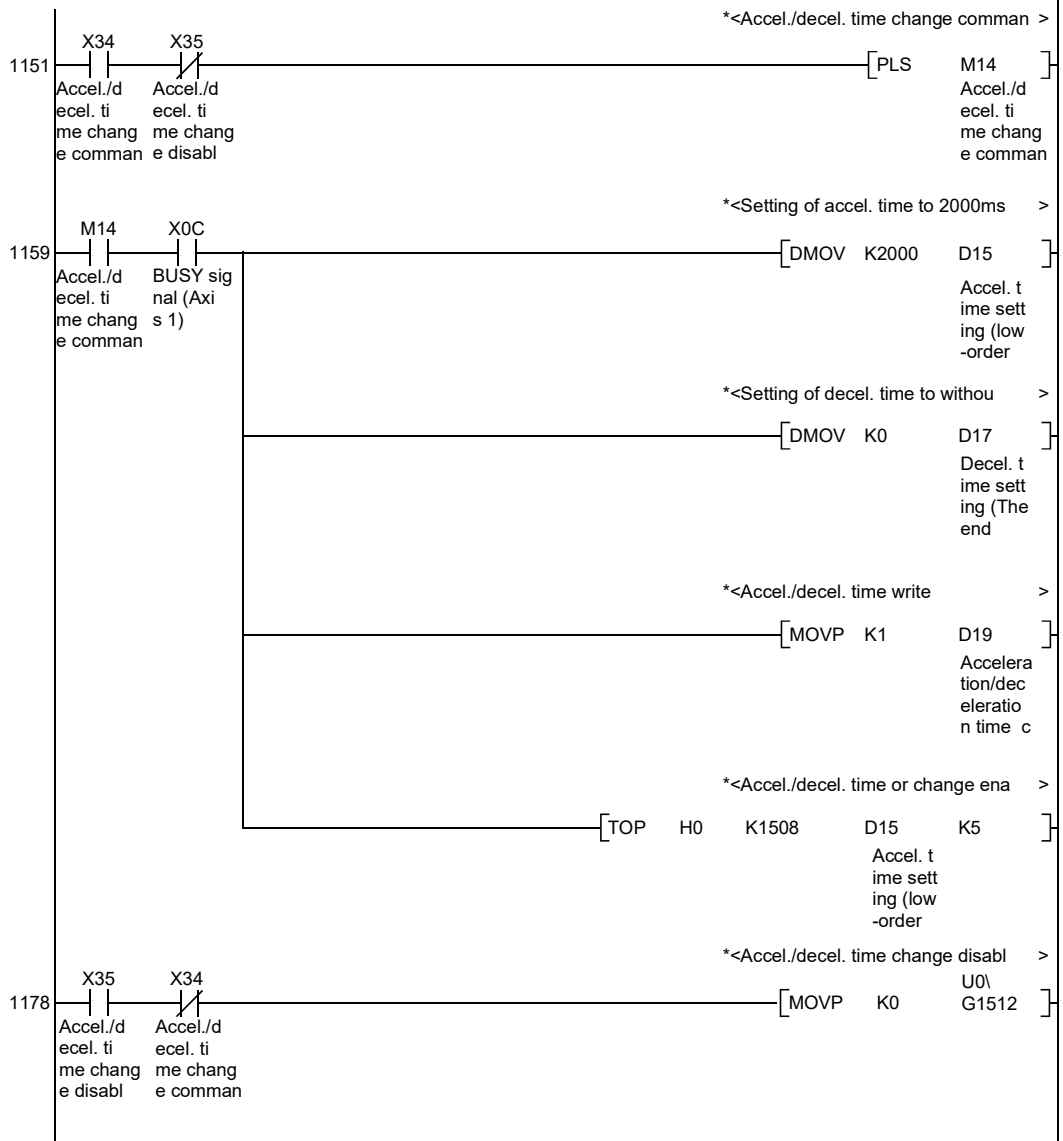 *<Accel./decel. time change comman >
X34 X35
1151 PLS M14
Accel./d Accel./d Accel./d
ecel. ti ecel. ti ecel. ti
me chang me chang me chang
e comman e disabl e comman
*<Setting of accel. time to 2000ms >
M14 X0C
1159 DMOV K2000 D15
Accel./d BUSY sig Accel. t
ecel. ti nal (Axi ime sett
me chang s 1) ing (low
e comman -order
*<Setting of decel. time to withou >
DMOV K0 D17
Decel. t
ime sett
ing (The
end
*<Accel./decel. time write >
MOVP K1 D19
Accelera
tion/dec
eleratio
n time c
*<Accel./decel. time or change ena >
TOP H0 K1508 D15 K5
Accel. t
ime sett
ing (low
-order
*<Accel./decel. time change disabl >
X35 X34 U0\
1178 MOVP K0 G1512
Accel./d Accel./d
ecel. ti ecel. ti
me chang me chang
e disabl e comman